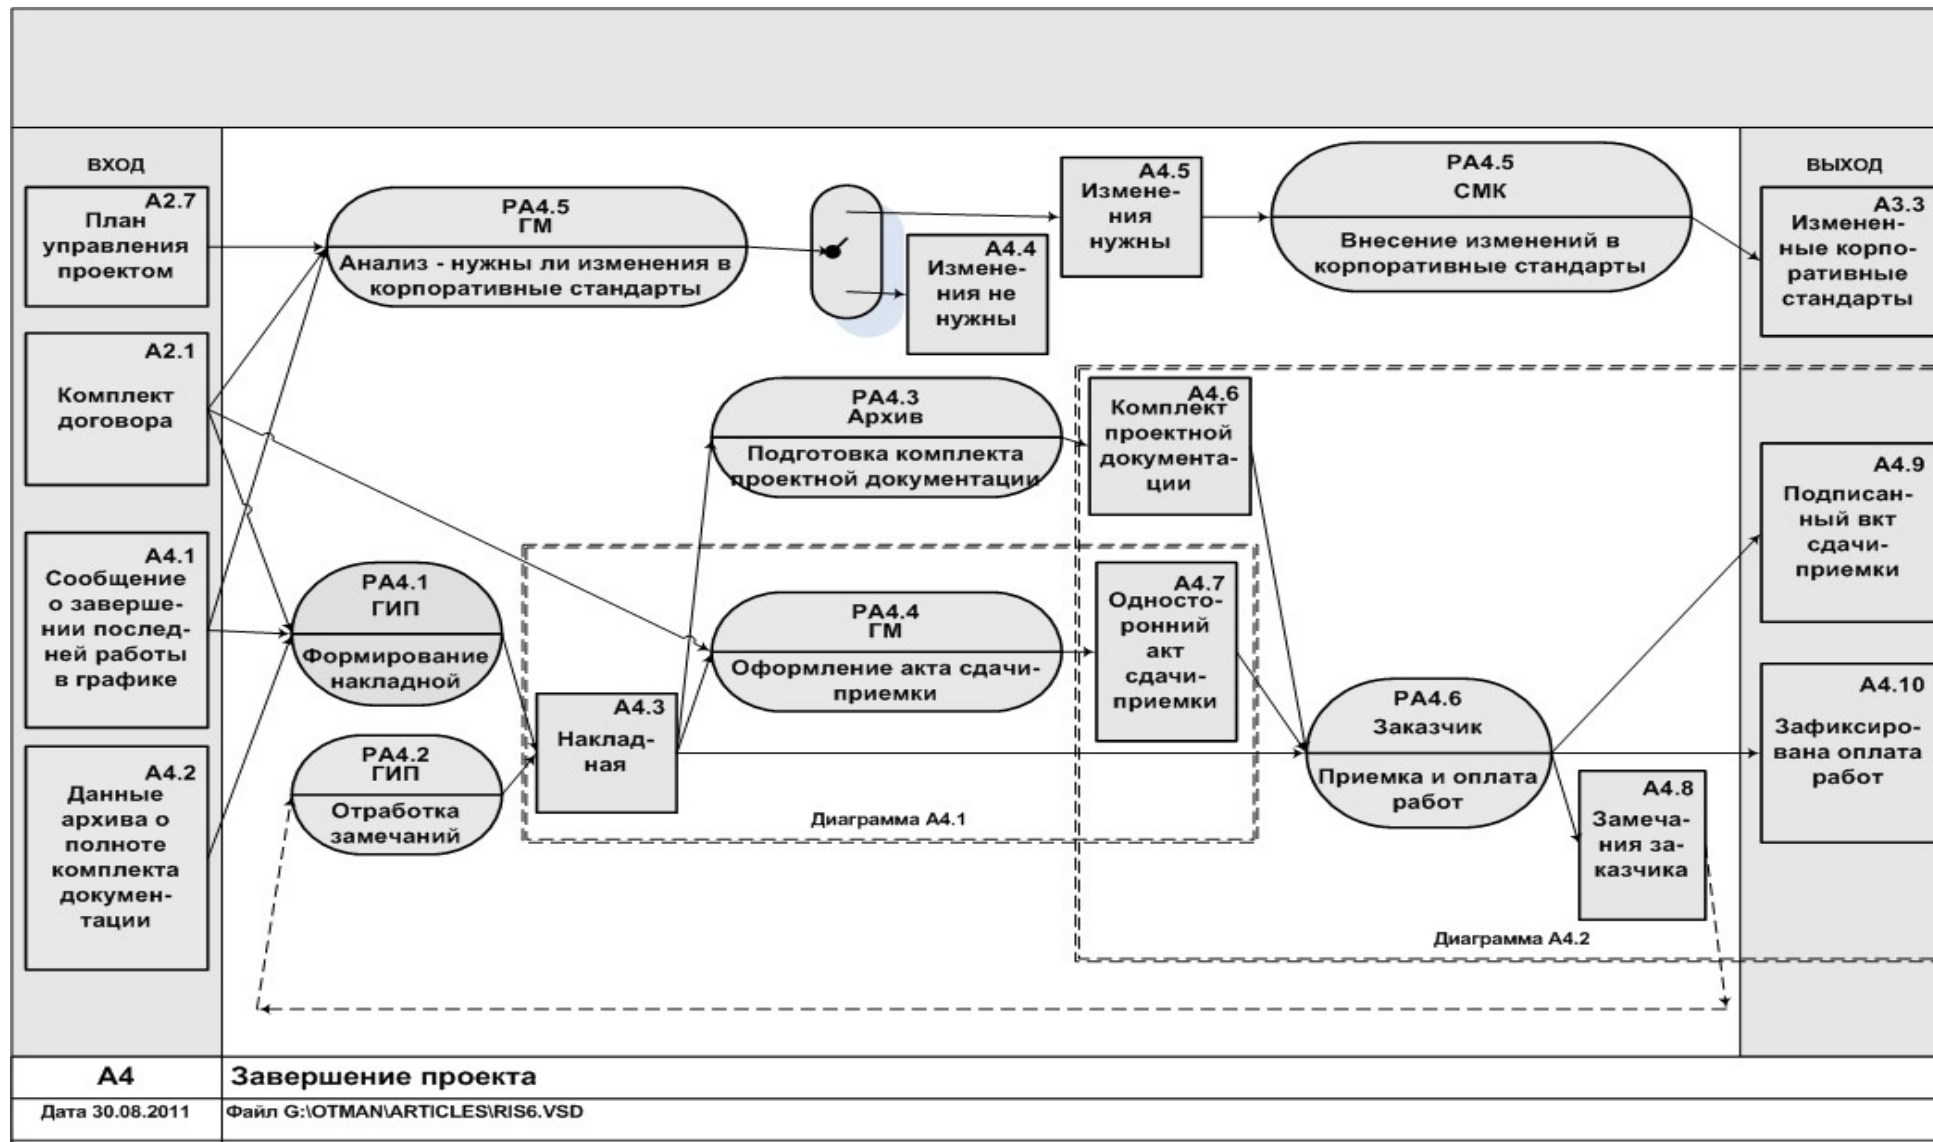 ВХОД
A2.7
План
управления
проектом
A2.1
Комплект
договора
A4.1
Сообщение
о заверше-
нии послед-
ней работы
в графике
A4.2
Данные
архива о
полноте
комплекта
докумен-
тации
PA4.5
ГМ
Анализ - нужны ли изменения в
корпоративные стандарты
A4.5
Измене-
ния
нужны
A4.4
Измене-
ния не
нужны
PA4.5
СМК
Внесение изменений в
корпоративные стандарты
PA4.3
Архив
Подготовка комплекта
проектной документации
A4.6
Комплект
проектной
документа-
ции
PA4.1
ГИП
Формирование
накладной
PA4.2
ГИП
Отработка
замечаний
A4.3
Наклад-
ная
PA4.4
ГМ
Оформление акта сдачи-
приемки
A4.7
Односто-
ронний
акт
сдачи-
приемки
Диаграмма А4.1
PA4.6
Заказчик
Приемка и оплата
работ
A4.8
Замеча-
ния за-
казчика
Диаграмма А4.2
ВЫХОД
A3.3
Изменен-
ные корпо-
ративные
стандарты
A4.9
Подписан-
ный вкт
сдачи-
приемки
A4.10
Зафиксиро-
вана оплата
работ
A4
Завершение проекта
Дата 30.08.2011
Файл G:\OTMAN\ARTICLES\RIS6.VSD